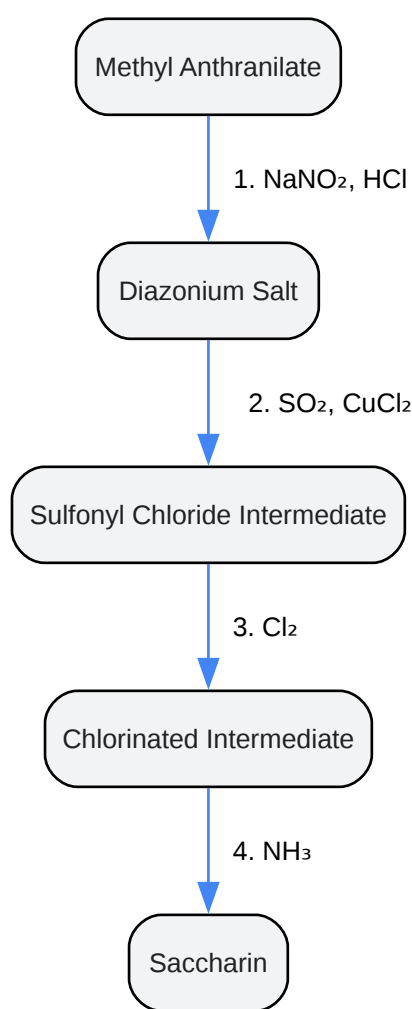 Methyl Anthranilate
1. NaNO₂, HCl
Diazonium Salt
2. SO₂, CuCl₂
Sulfonyl Chloride Intermediate
3. Cl₂
Chlorinated Intermediate
4. NH₃
Saccharin